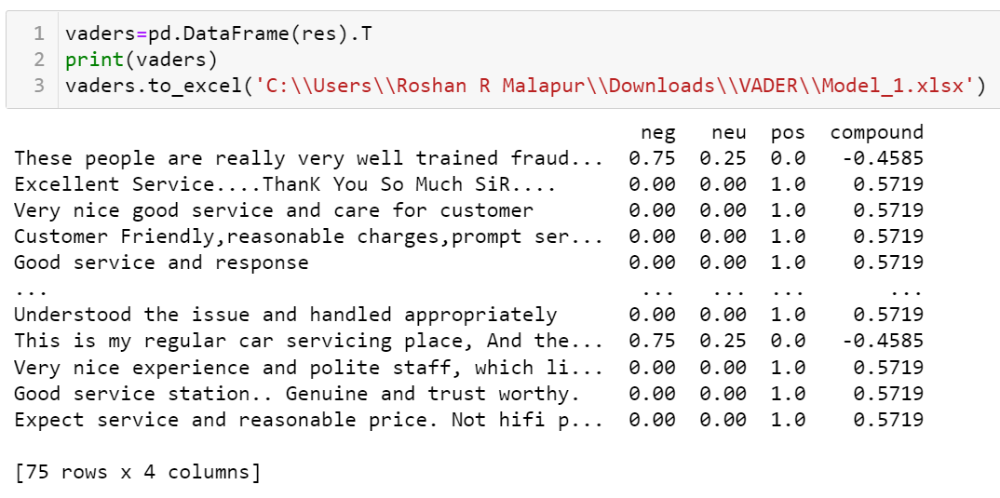 1 vaders=pd.DataFrame(res).T
2 print(vaders)
3 vaders.to_excel('C:\\Users\\Roshan R Malapur\\Downloads\\VADER\\Model_1.xlsx')
neg neu pos compound
These people are really very well trained fraud... 0.75 0.25 0.0 -0.4585
Excellent Service....ThanK You So Much SiR.... 0.00 0.00 1.0 0.5719
Very nice good service and care for customer 0.00 0.00 1.0 0.5719
Customer Friendly,reasonable charges,prompt ser... 0.00 0.00 1.0 0.5719
Good service and response 0.00 0.00 1.0 0.5719
... ... ... ... ...
Understood the issue and handled appropriately 0.00 0.00 1.0 0.5719
This is my regular car servicing place, And the... 0.75 0.25 0.0 -0.4585
Very nice experience and polite staff, which li... 0.00 0.00 1.0 0.5719
Good service station.. Genuine and trust worthy. 0.00 0.00 1.0 0.5719
Expect service and reasonable price. Not hifi p... 0.00 0.00 1.0 0.5719
[75 rows x 4 columns]